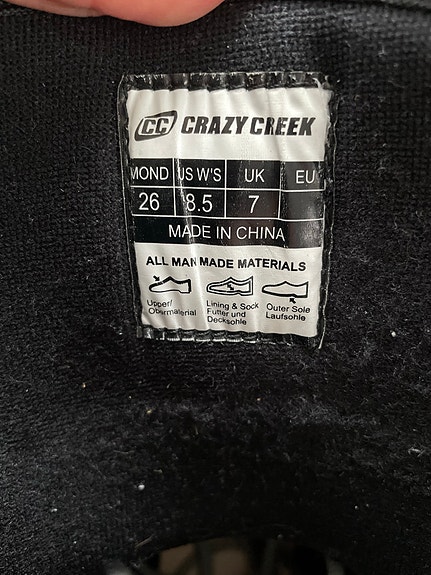 CC CRAZY CREEK
MOND US W'S UK EU
26 8.5 7
MADE IN CHINA
ALL MAN MADE MATERIALS
Upper/
Obermaterial
Lining & Sock
Futter und
Decksohle
Outer Sole
Laufsohle